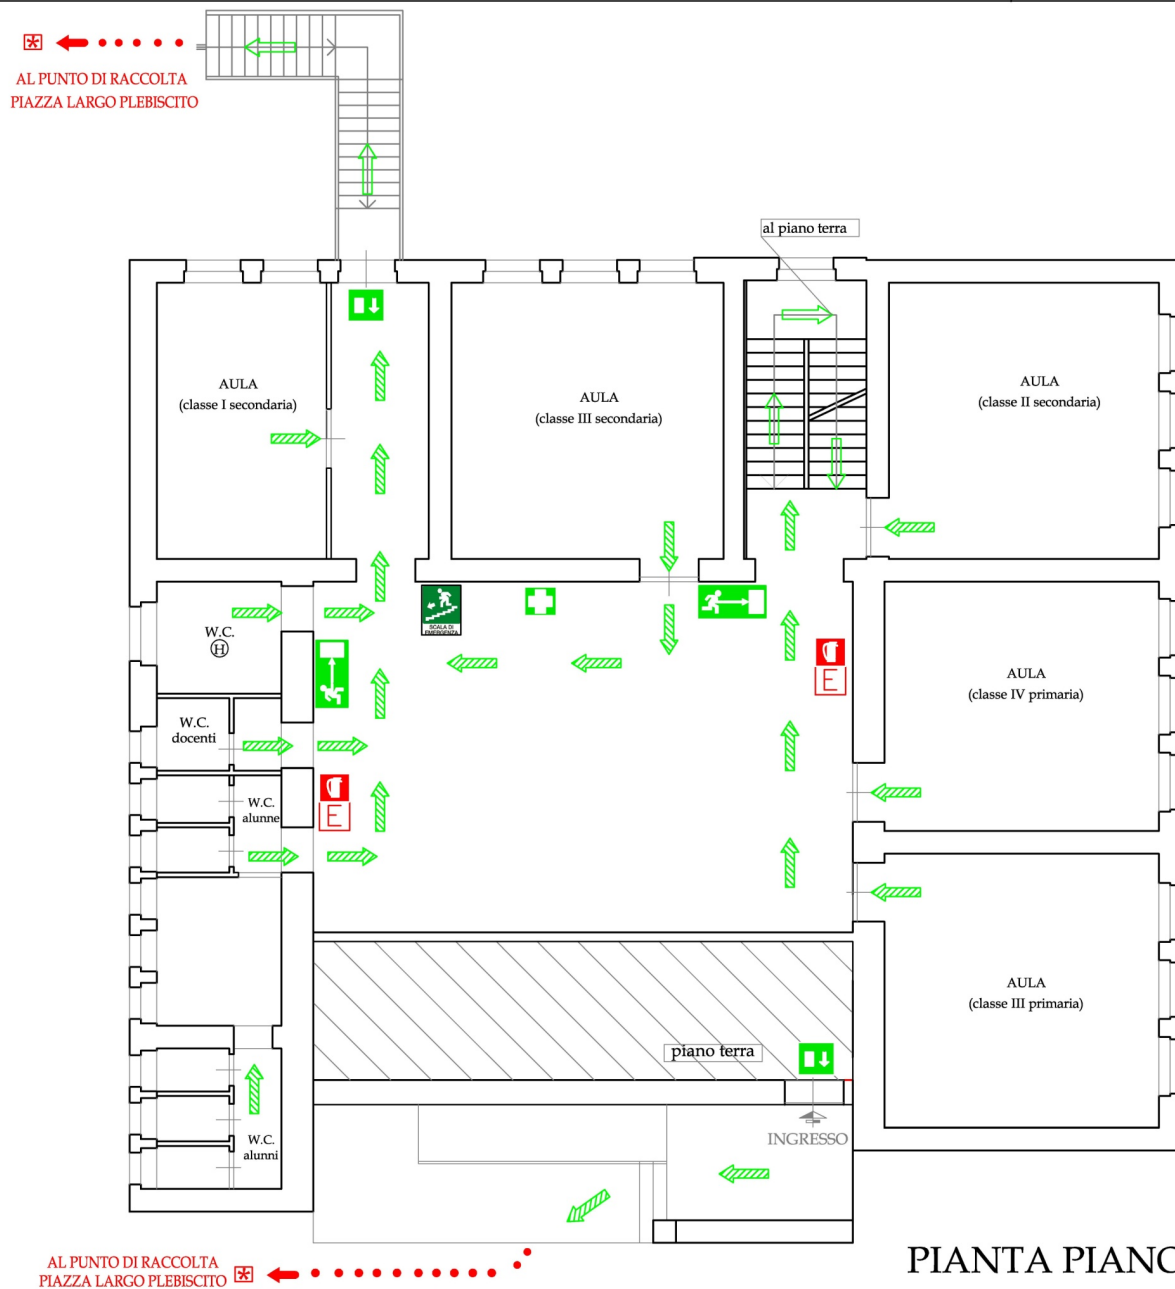 AL PUNTO DI RACCOLTA
PIAZZA LARGO PLEBISCITO
al piano terra
AULA
(classe I secondaria)
AULA
(classe III secondaria)
AULA
(classe II secondaria)
SCALA DI
EMERGENZA
W.C.
H
E
AULA
(classe IV primaria)
W.C.
docenti
E
W.C.
alunne
AULA
(classe III primaria)
piano terra
INGRESSO
W.C.
alunni
AL PUNTO DI RACCOLTA
PIAZZA LARGO PLEBISCITO
PIANTA PIANO